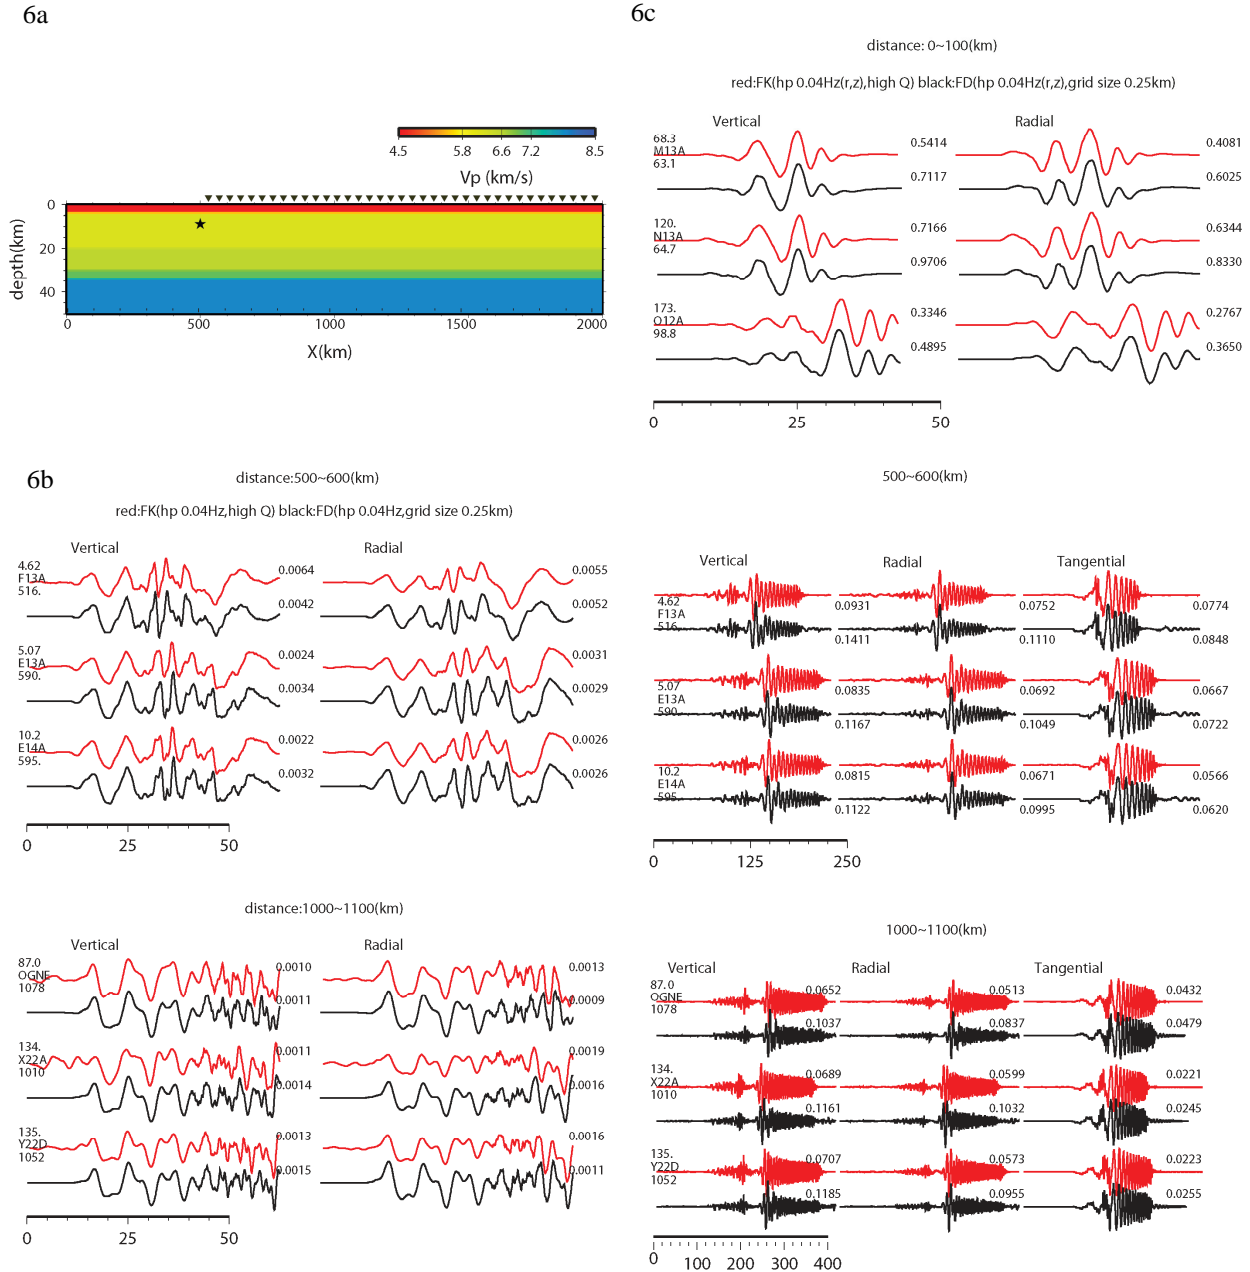 6a
4.5 5.8 6.6 7.2 8.5
Vp (km/s)
depth(km)
0
20
40
0 500 1000 1500 2000
X(km)
6c
distance: 0~100(km)
red:FK(hp 0.04Hz(r,z),high Q) black:FD(hp 0.04Hz(r,z),grid size 0.25km)
Vertical Radial
68.3
M13A
63.1
0.5414 0.4081
0.7117 0.6025
120.
N13A
64.7
0.7166 0.6344
0.9706 0.8330
173.
O12A
98.8
0.3346 0.2767
0.4895 0.3650
0 25 50
6b
distance:500~600(km)
red:FK(hp 0.04Hz,high Q) black:FD(hp 0.04Hz,grid size 0.25km)
Vertical Radial
4.62
F13A
516.
0.0064 0.0055
0.0042 0.0052
5.07
E13A
590.
0.0024 0.0031
0.0034 0.0029
10.2
E14A
595.
0.0022 0.0026
0.0032 0.0026
0 25 50
distance:1000~1100(km)
Vertical Radial
87.0
OGNE
1078
0.0010 0.0013
0.0011 0.0009
134.
X22A
1010
0.0011 0.0019
0.0014 0.0016
135.
Y22D
1052
0.0013 0.0016
0.0015 0.0011
0 25 50
500~600(km)
Vertical Radial Tangential
4.62
F13A
516.
0.0931 0.0752 0.0774
0.1411 0.1110 0.0848
5.07
E13A
590.
0.0835 0.0692 0.0667
0.1167 0.1049 0.0722
10.2
E14A
595.
0.0815 0.0671 0.0566
0.1122 0.0995 0.0620
0 125 250
1000~1100(km)
Vertical Radial Tangential
87.0
OGNE
1078
0.0652 0.0513 0.0432
0.1037 0.0837 0.0479
134.
X22A
1010
0.0689 0.0599 0.0221
0.1161 0.1032 0.0245
135.
Y22D
1052
0.0707 0.0573 0.0223
0.1185 0.0955 0.0255
0 100 200 300 400